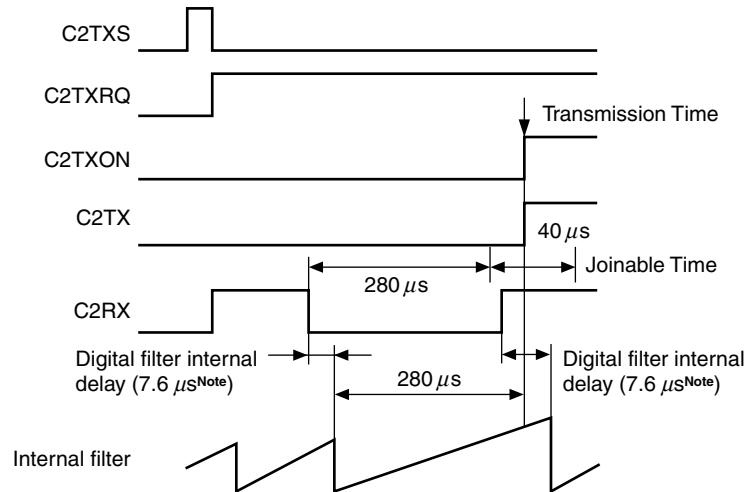 C2TXS
C2TXRQ
Transmission Time
C2TXON
C2TX
40 μs
280 μs
Joinable Time
C2RX
Digital filter internal
delay (7.6 μsNote)
280 μs
Digital filter internal
delay (7.6 μsNote)
Internal filter